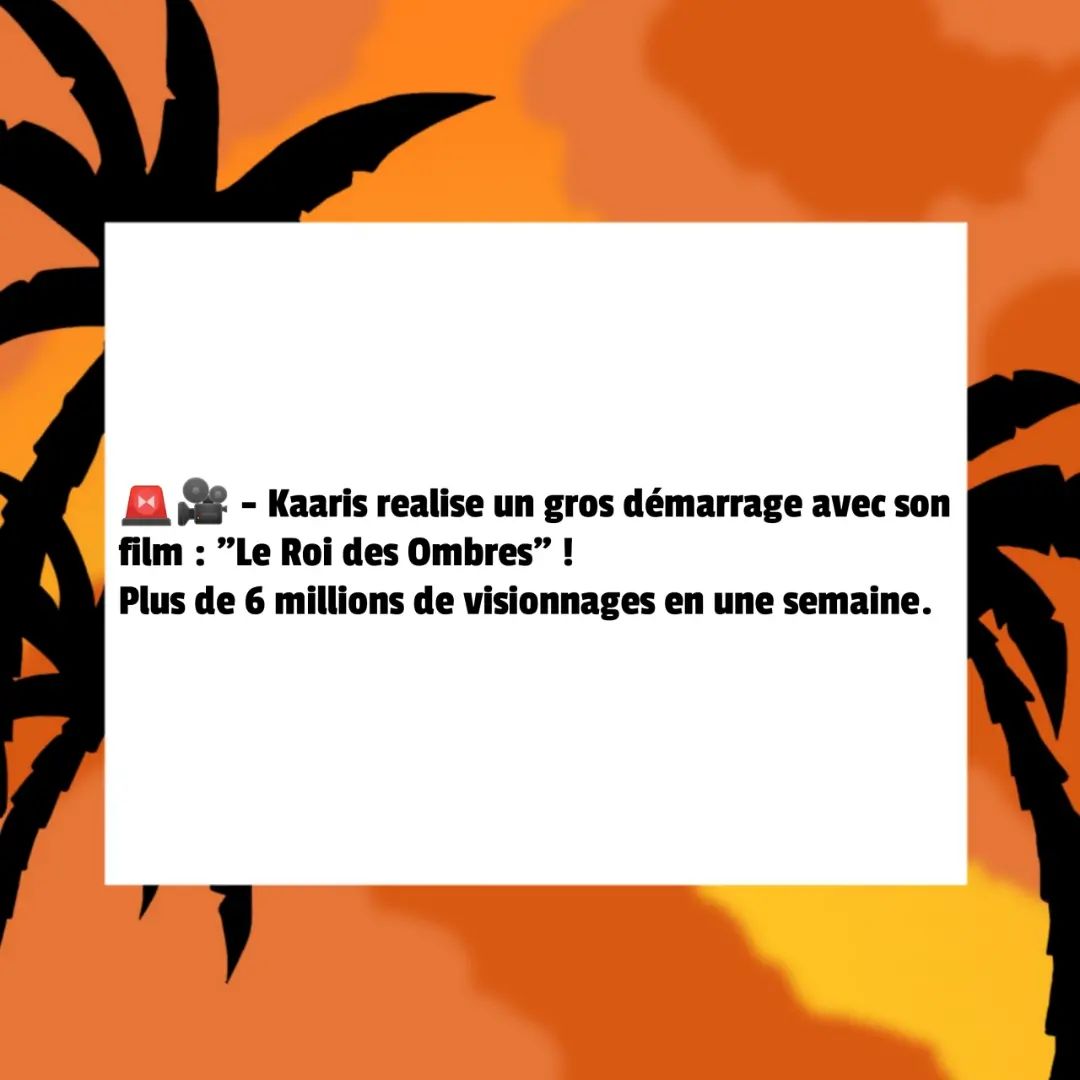 🚨🎥 - Kaaris realise un gros démarrage avec son
film : ”Le Roi des Ombres” !
Plus de 6 millions de visionnages en une semaine.